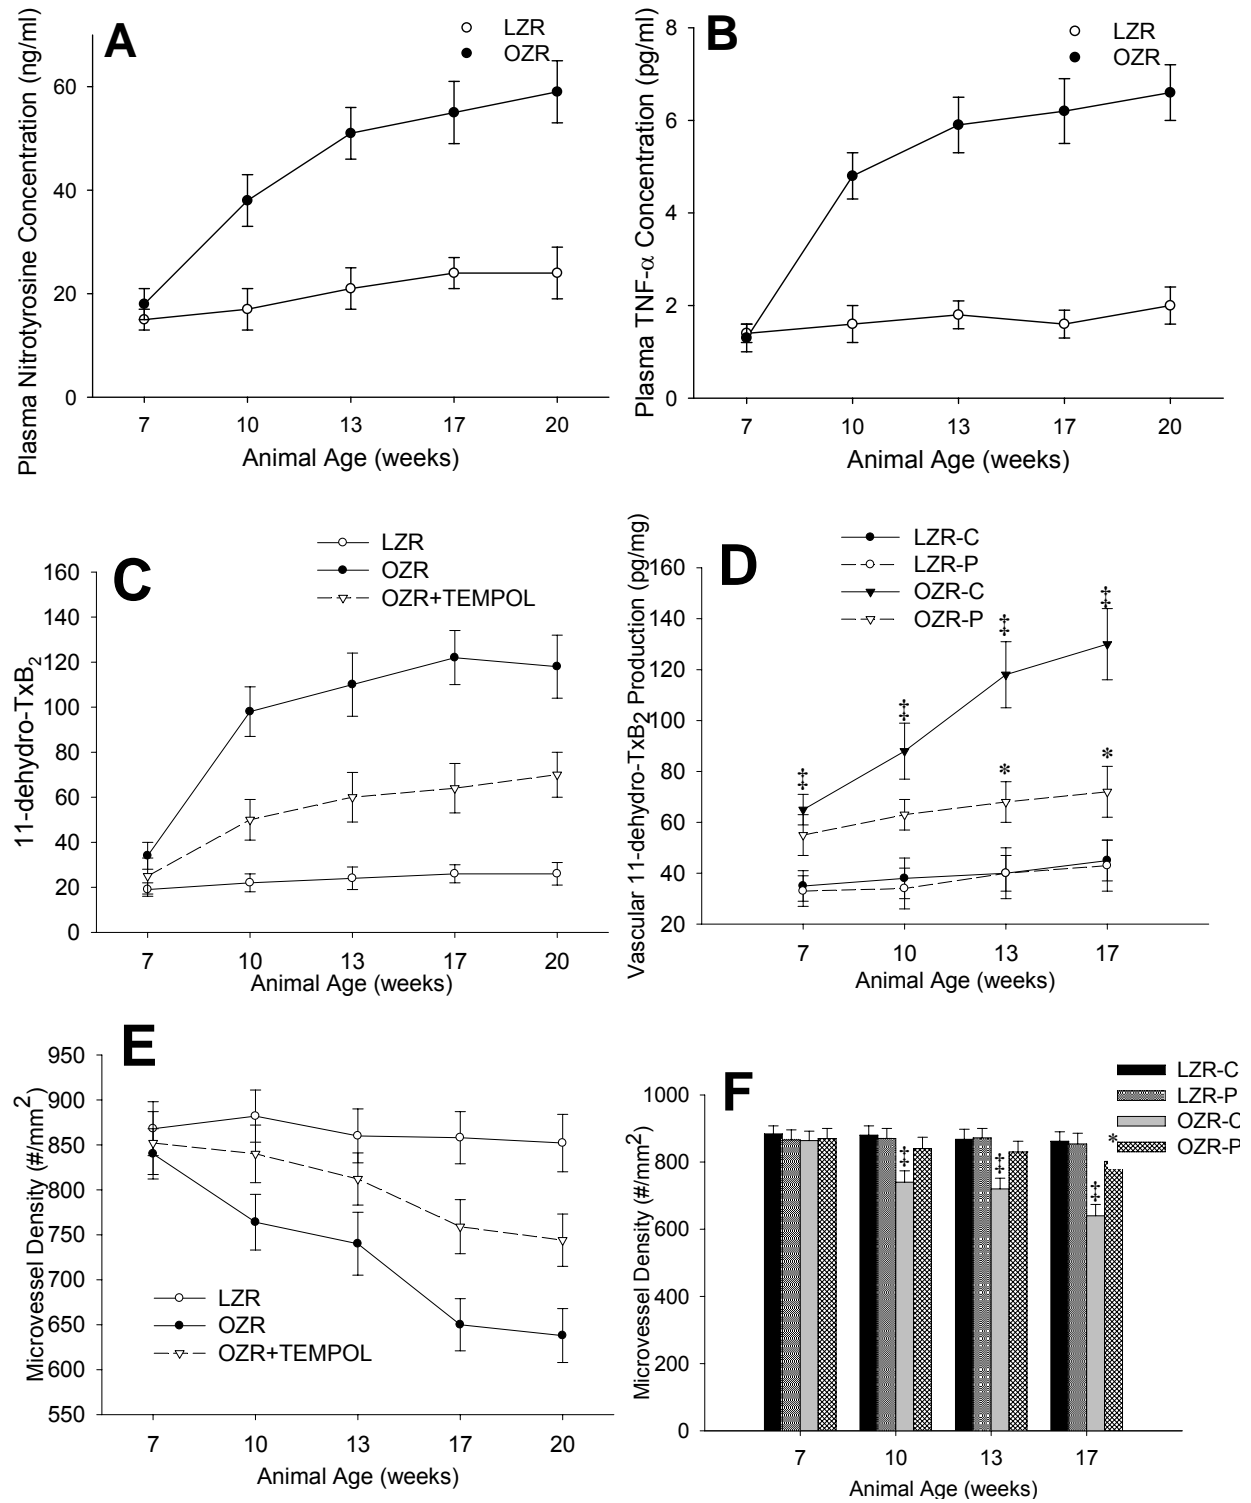 A
LZR
OZR
Plasma Nitrotyrosine Concentration (ng/ml)
60
40
20
0
7 10 13 17 20
Animal Age (weeks)
B
LZR
OZR
Plasma TNF-α Concentration (pg/ml)
8
6
4
2
0
7 10 13 17 20
Animal Age (weeks)
C
LZR
OZR
OZR+TEMPOL
11-dehydro-TxB2
160
140
120
100
80
60
40
20
0
7 10 13 17 20
Animal Age (weeks)
D
LZR-C
LZR-P
OZR-C
OZR-P
Vascular 11-dehydro-TxB2 Production (pg/mg)
160
140
120
100
80
60
40
20
‡ ‡ ‡ ‡
* *
7 10 13 17
Animal Age (weeks)
E
Microvessel Density (#/mm2)
950
900
850
800
750
700
650
600
550
LZR
OZR
OZR+TEMPOL
7 10 13 17 20
Animal Age (weeks)
F
LZR-C
LZR-P
OZR-C
OZR-P
Microvessel Density (#/mm2)
1000
800
600
400
200
0
‡ ‡ ‡ *
7 10 13 17
Animal Age (weeks)